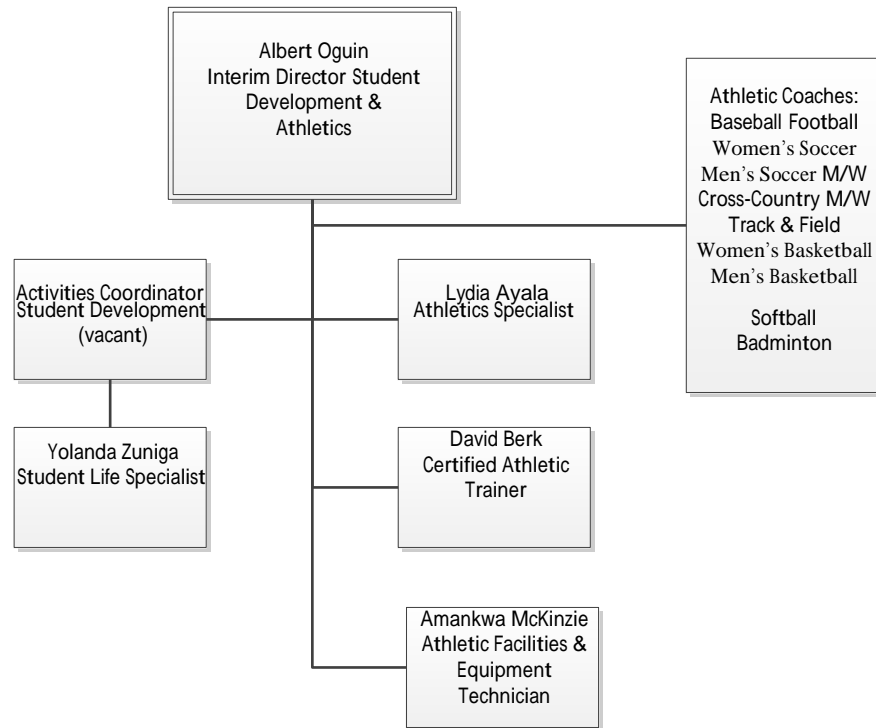 Albert Oguin
Interim Director Student
Development &
Athletics
Athletic Coaches:
Baseball Football
Women’s Soccer
Men’s Soccer M/W
Cross-Country M/W
Track & Field
Women’s Basketball
Men’s Basketball
Softball
Badminton
Activities Coordinator
Student Development
(vacant)
Lydia Ayala
Athletics Specialist
Yolanda Zuniga
Student Life Specialist
David Berk
Certified Athletic
Trainer
Amankwa McKinzie
Athletic Facilities &
Equipment
Technician